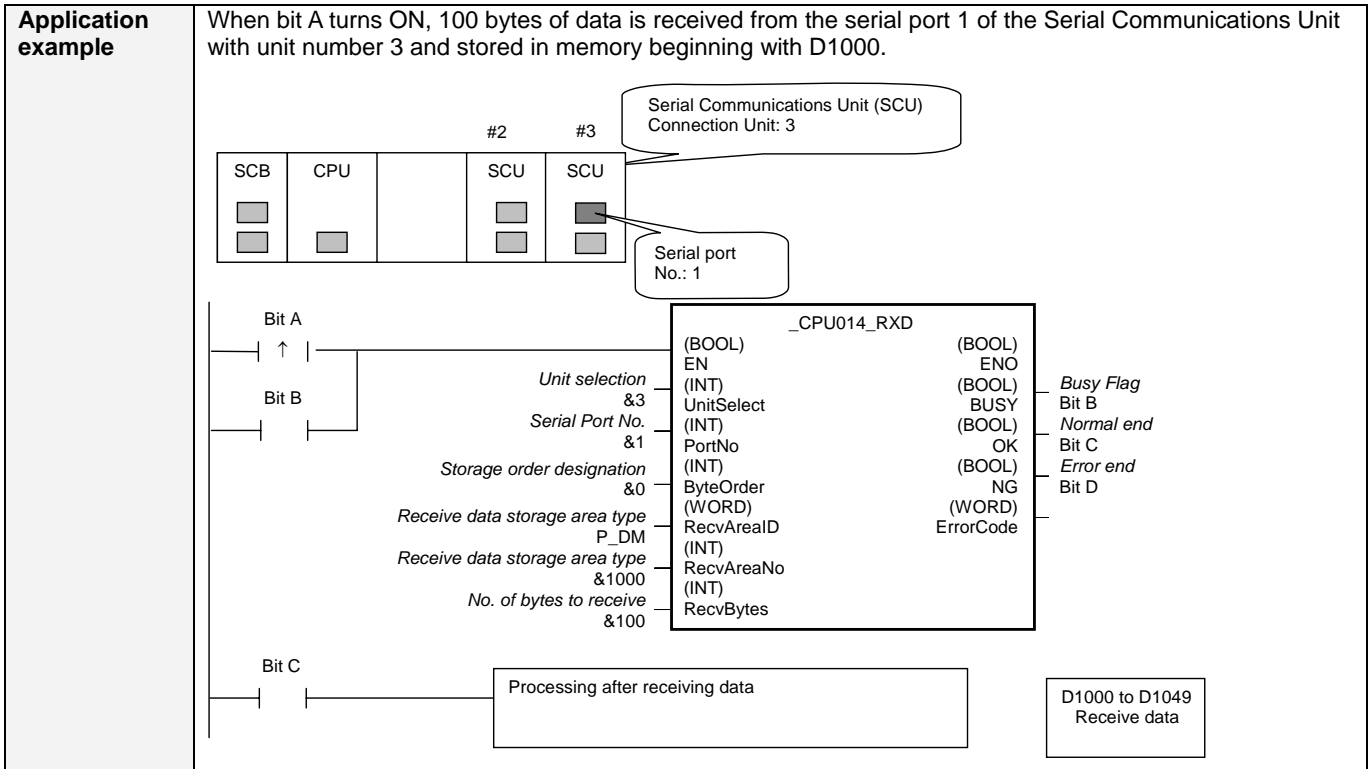 Application example
When bit A turns ON, 100 bytes of data is received from the serial port 1 of the Serial Communications Unit
with unit number 3 and stored in memory beginning with D1000.
Serial Communications Unit (SCU)
Connection Unit: 3
#2 #3
SCB CPU SCU SCU
Serial port
No.: 1
Bit A
↑
Bit B
_CPU014_RXD
(BOOL) (BOOL)
EN ENO
Unit selection (INT) (BOOL) Busy Flag
&3 UnitSelect BUSY Bit B
Serial Port No. (INT) (BOOL) Normal end
&1 PortNo OK Bit C
Storage order designation (INT) (BOOL) Error end
&0 ByteOrder NG Bit D
Receive data storage area type (WORD) (WORD)
P_DM RecvAreaID ErrorCode
Receive data storage area type (INT)
&1000 RecvAreaNo
No. of bytes to receive (INT)
&100 RecvBytes
Bit C
Processing after receiving data
D1000 to D1049
Receive data